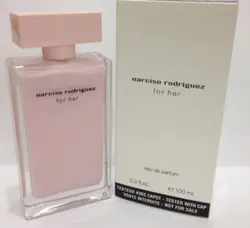 narciso rodriguez
for her
narciso rodriguez
for her
eau de parfum
3.3 fl.oz. ℮ 100 ml
TESTEUR AVEC CAPOT - TESTER WITH CAP
VENTE INTERDITE - NOT FOR SALE